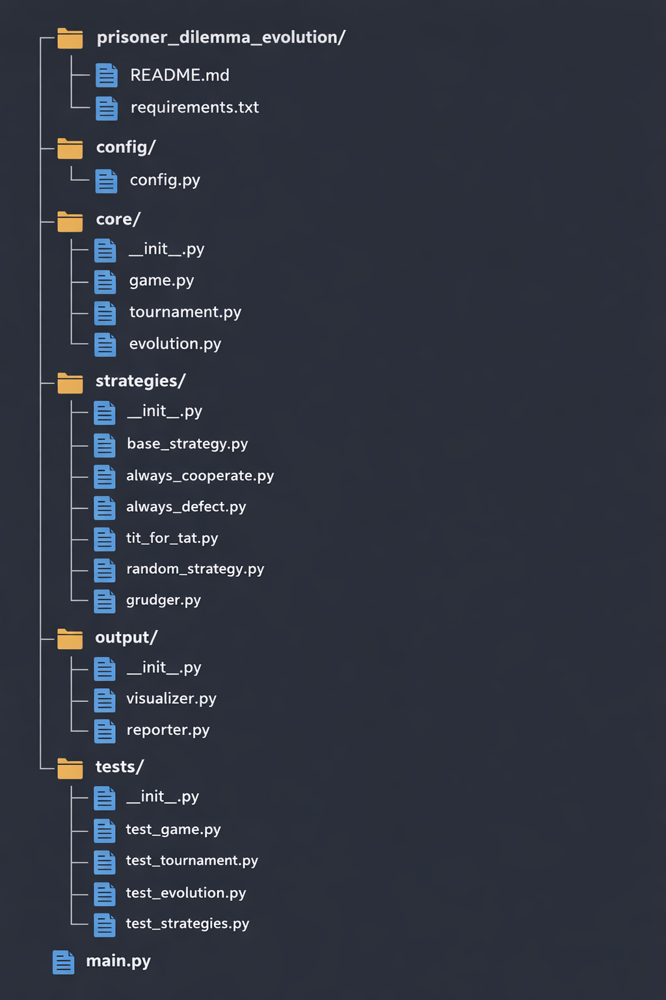 prisoner_dilemma_evolution/
README.md
requirements.txt
config/
config.py
core/
__init__.py
game.py
tournament.py
evolution.py
strategies/
__init__.py
base_strategy.py
always_cooperate.py
always_defect.py
tit_for_tat.py
random_strategy.py
grudger.py
output/
__init__.py
visualizer.py
reporter.py
tests/
__init__.py
test_game.py
test_tournament.py
test_evolution.py
test_strategies.py
main.py